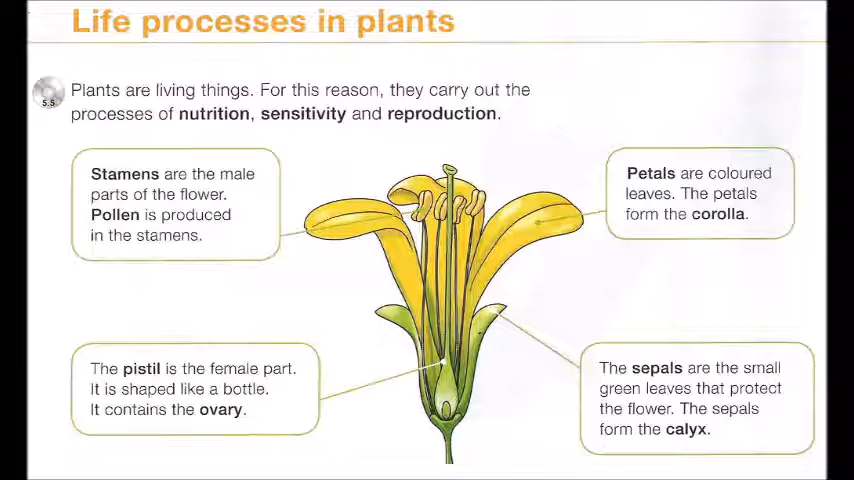 Life processes in plants
5.5
Plants are living things. For this reason, they carry out the
processes of nutrition, sensitivity and reproduction.
Stamens are the male
parts of the flower.
Pollen is produced
in the stamens.
Petals are coloured
leaves. The petals
form the corolla.
The pistil is the female part.
It is shaped like a bottle.
It contains the ovary.
The sepals are the small
green leaves that protect
the flower. The sepals
form the calyx.